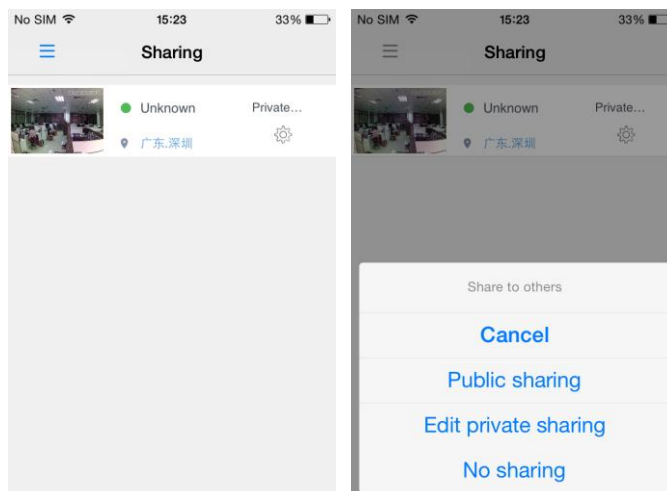 No SIM 15:23 33%
Sharing
Unknown Private...
广东.深圳
No SIM 15:23 33%
Sharing
Unknown Private...
广东.深圳
Share to others
Cancel
Public sharing
Edit private sharing
No sharing